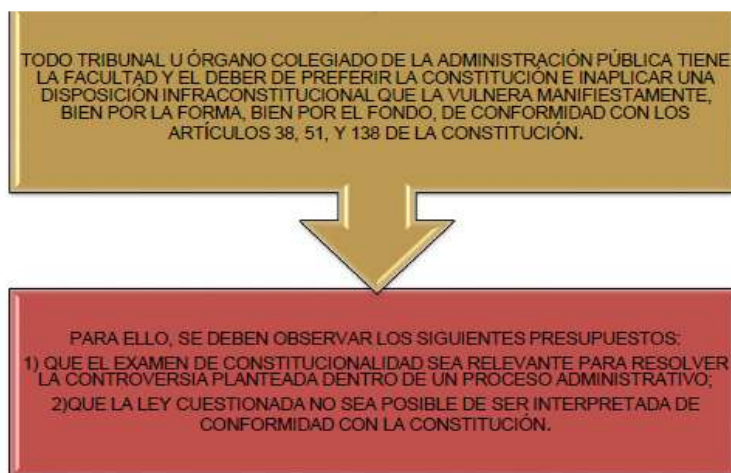 TODO TRIBUNAL U ÓRGANO COLEGIADO DE LA ADMINISTRACIÓN PÚBLICA TIENE
LA FACULTAD Y EL DEBER DE PREFERIR LA CONSTITUCIÓN E INAPLICAR UNA
DISPOSICIÓN INFRACONSTITUCIONAL QUE LA VULNERA MANIFIESTAMENTE,
BIEN POR LA FORMA, BIEN POR EL FONDO, DE CONFORMIDAD CON LOS
ARTÍCULOS 38, 51, Y 138 DE LA CONSTITUCIÓN.
PARA ELLO, SE DEBEN OBSERVAR LOS SIGUIENTES PRESUPUESTOS:
1) QUE EL EXAMEN DE CONSTITUCIONALIDAD SEA RELEVANTE PARA RESOLVER
LA CONTROVERSIA PLANTEADA DENTRO DE UN PROCESO ADMINISTRATIVO;
2)QUE LA LEY CUESTIONADA NO SEA POSIBLE DE SER INTERPRETADA DE
CONFORMIDAD CON LA CONSTITUCIÓN.